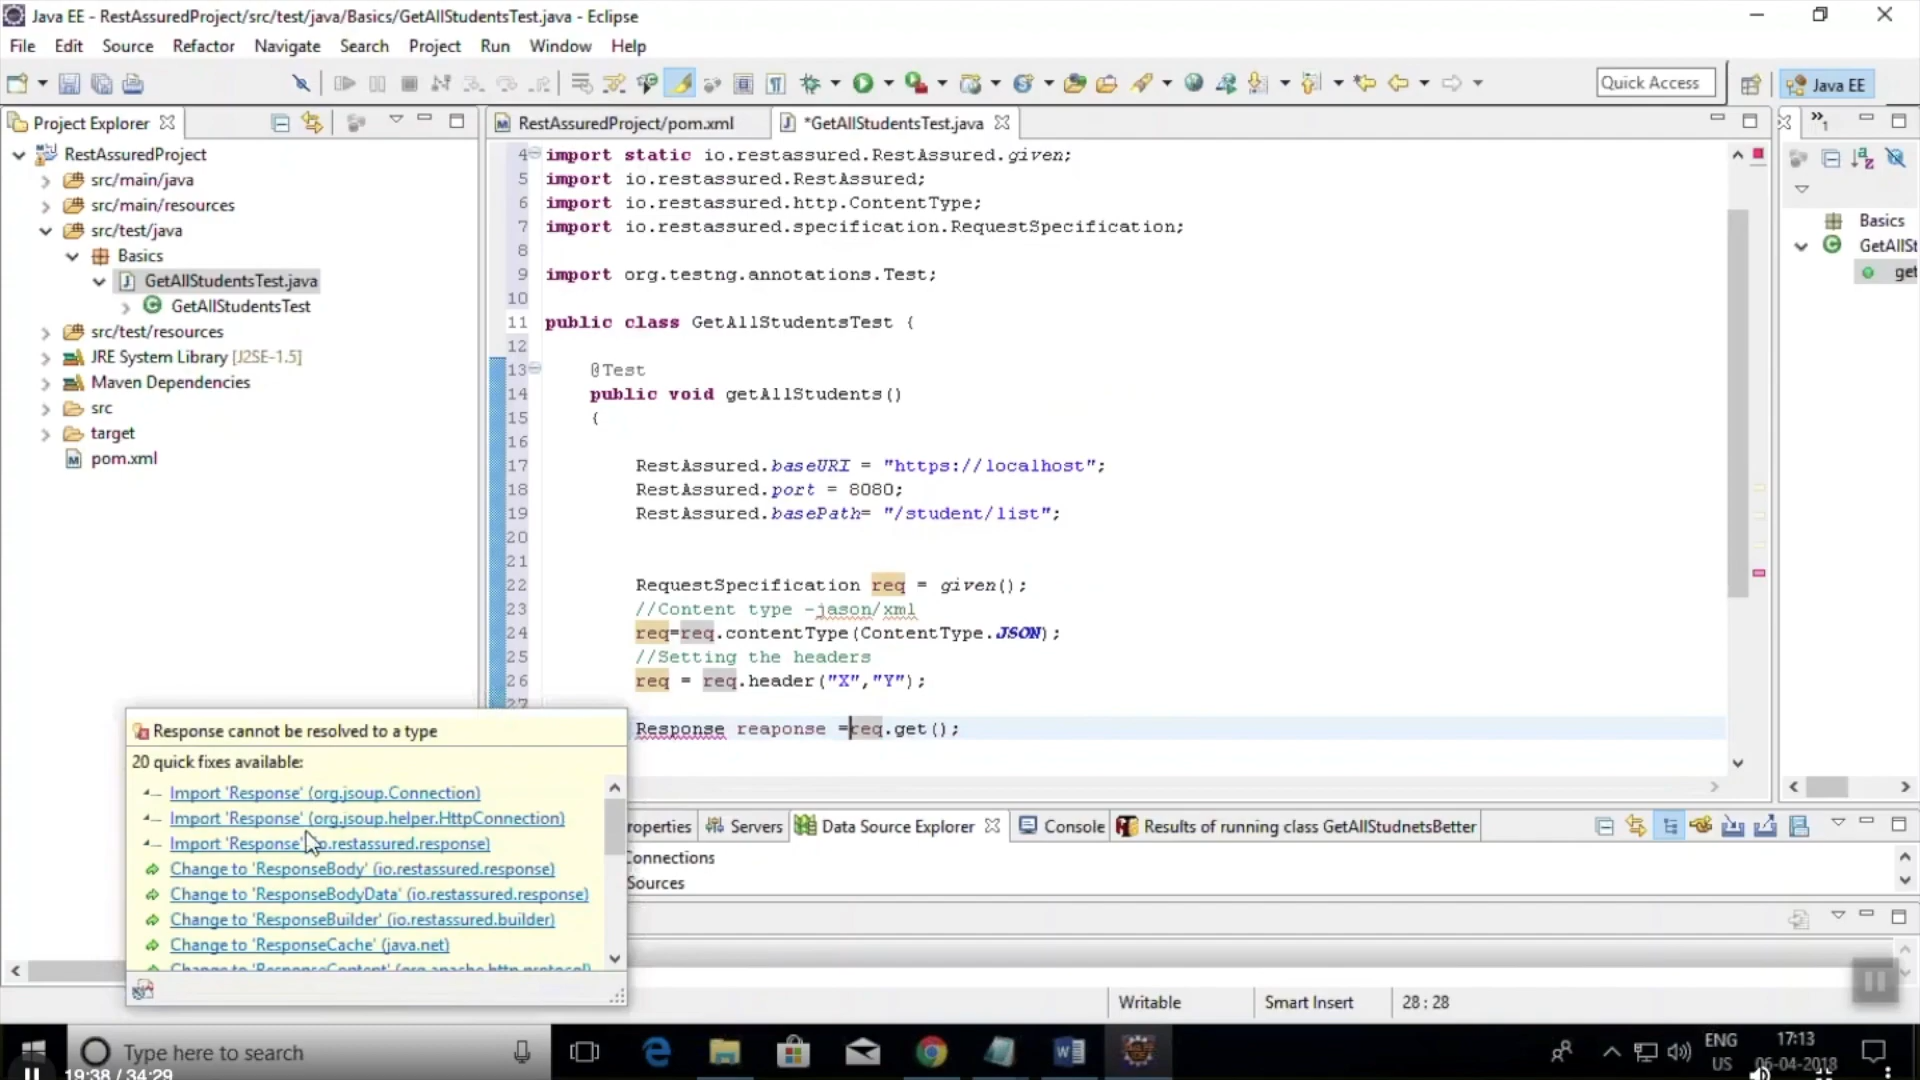 Java EE - RestAssuredProject/src/test/java/Basics/GetAllStudentsTest.java - Eclipse
File Edit Source Refactor Navigate Search Project Run Window Help
Quick Access
Java EE
Project Explorer
RestAssuredProject
src/main/java
src/main/resources
src/test/java
Basics
GetAllStudentsTest.java
GetAllStudentsTest
src/test/resources
JRE System Library [J2SE-1.5]
Maven Dependencies
src
target
pom.xml
RestAssuredProject/pom.xml
*GetAllStudentsTest.java
4 import static io.restassured.RestAssured.given;
5 import io.restassured.RestAssured;
6 import io.restassured.http.ContentType;
7 import io.restassured.specification.RequestSpecification;
8
9 import org.testng.annotations.Test;
10
11 public class GetAllStudentsTest {
12
13 @Test
14 public void getAllStudents()
15 {
16
17 RestAssured.baseURI = "https://localhost";
18 RestAssured.port = 8080;
19 RestAssured.basePath= "/student/list";
20
21
22 RequestSpecification req = given();
23 //Content type -jason/xml
24 req=req.contentType(ContentType.JSON);
25 //Setting the headers
26 req = req.header("X","Y");
27
Response reaponse =req.get();
»1
Basics
GetAllSt
get
Response cannot be resolved to a type
20 quick fixes available:
Import 'Response' (org.jsoup.Connection)
Import 'Response' (org.jsoup.helper.HttpConnection)
Import 'Response' (io.restassured.response)
Change to 'ResponseBody' (io.restassured.response)
Change to 'ResponseBodyData' (io.restassured.response)
Change to 'ResponseBuilder' (io.restassured.builder)
Change to 'ResponseCache' (java.net)
Change to 'ResponseContent' (org.apache.http.protocol)
roperties Servers Data Source Explorer Console Results of running class GetAllStudnetsBetter
Connections
Sources
Writable Smart Insert 28 : 28
Type here to search
ENG
US
17:13
06-04-2018
19:38 / 34:29